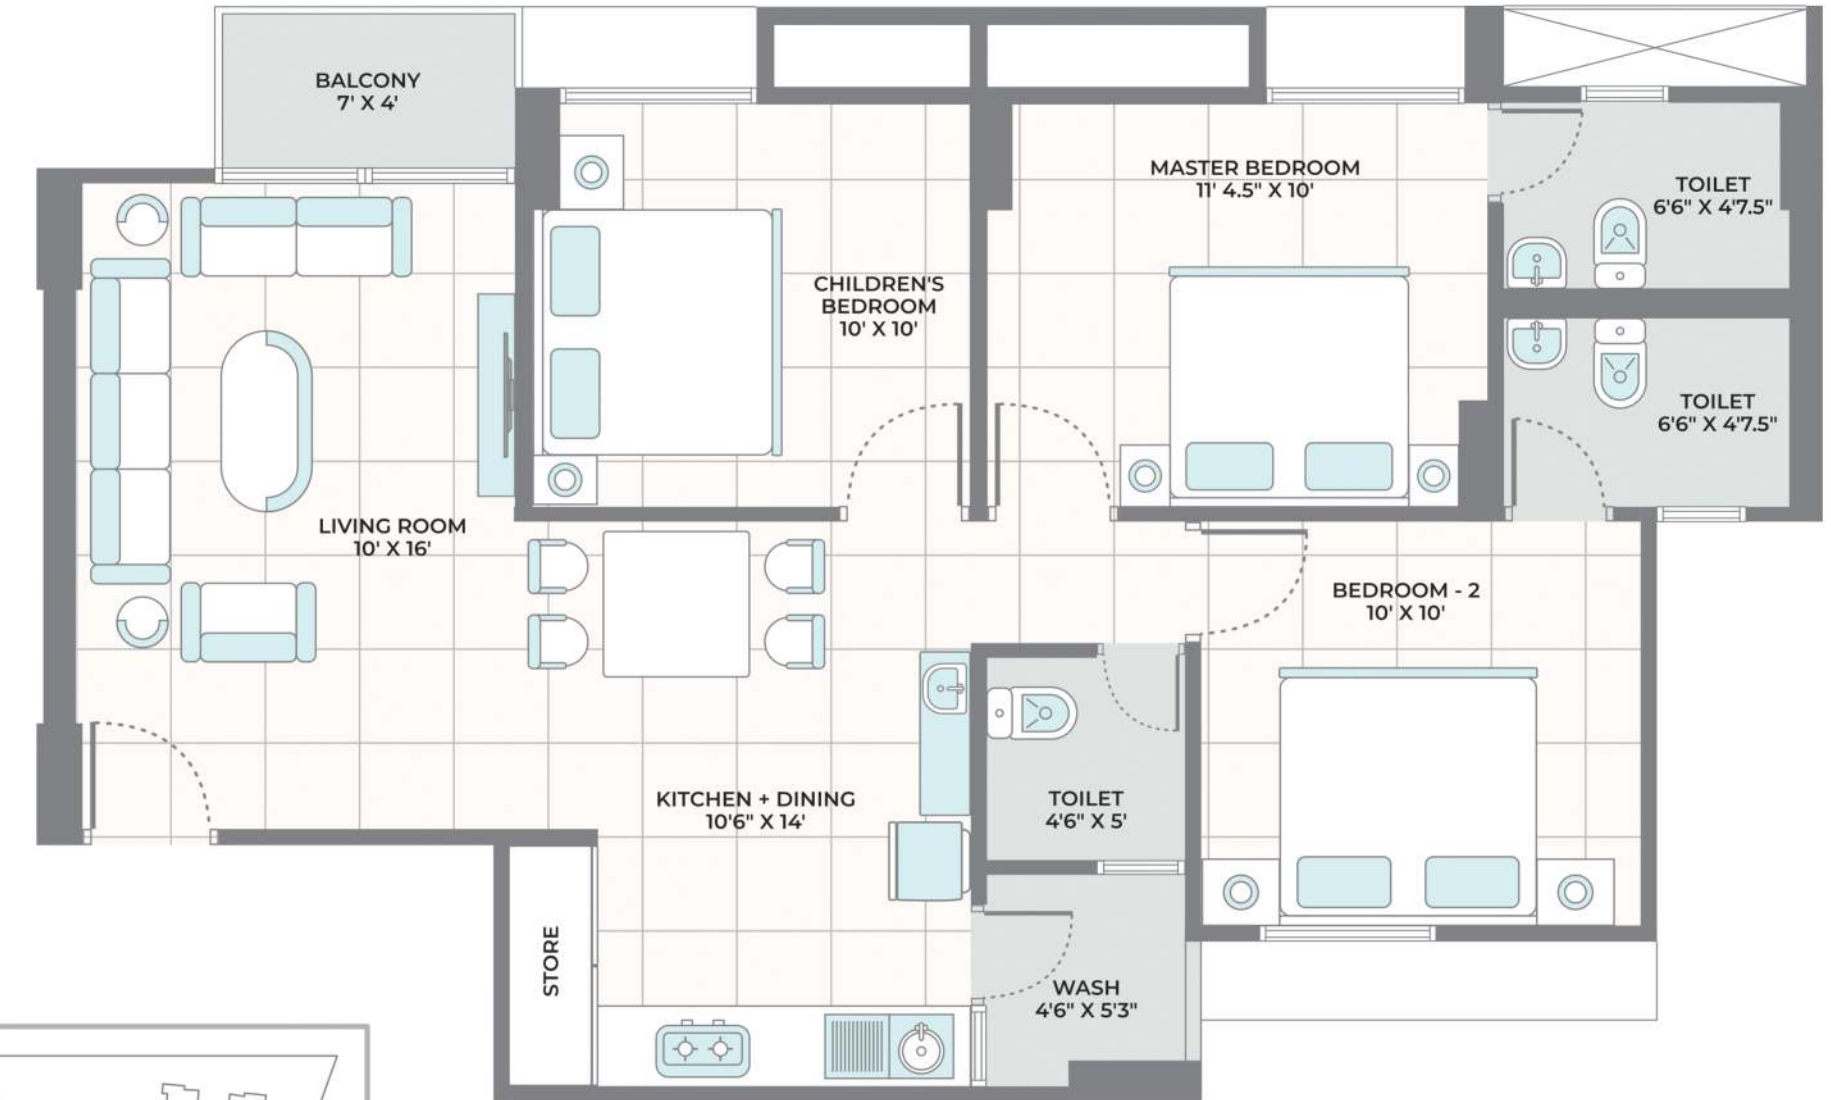 BALCONY
7' X 4'
MASTER BEDROOM
11' 4.5" X 10'
TOILET
6'6" X 4'7.5"
CHILDREN'S
BEDROOM
10' X 10'
TOILET
6'6" X 4'7.5"
LIVING ROOM
10' X 16'
BEDROOM - 2
10' X 10'
KITCHEN + DINING
10'6" X 14'
TOILET
4'6" X 5'
STORE
WASH
4'6" X 5'3"